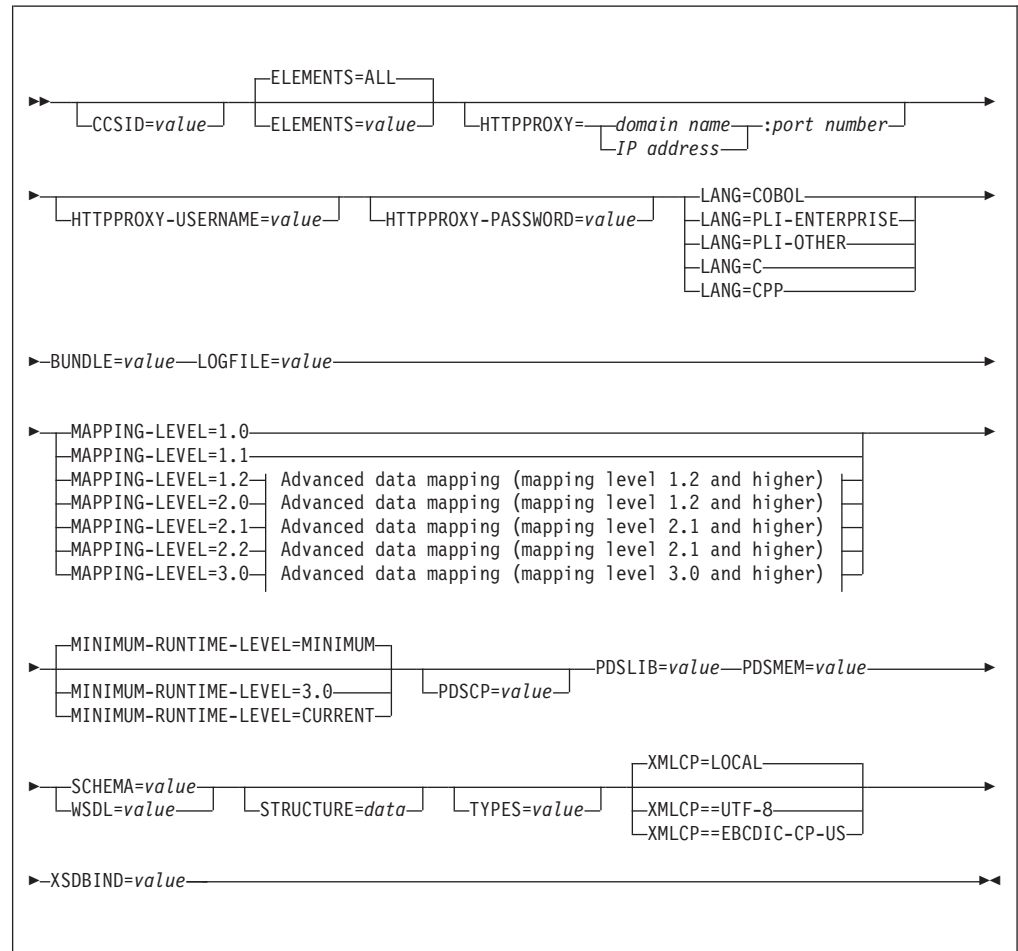 ELEMENTS=ALL
CCSID=value ELEMENTS=value HTTPPROXY= domain name :port number
IP address
HTTPPROXY-USERNAME=value HTTPPROXY-PASSWORD=value LANG=COBOL
LANG=PLI-ENTERPRISE
LANG=PLI-OTHER
LANG=C
LANG=CPP
BUNDLE=value LOGFILE=value
MAPPING-LEVEL=1.0
MAPPING-LEVEL=1.1
MAPPING-LEVEL=1.2 Advanced data mapping (mapping level 1.2 and higher)
MAPPING-LEVEL=2.0 Advanced data mapping (mapping level 1.2 and higher)
MAPPING-LEVEL=2.1 Advanced data mapping (mapping level 2.1 and higher)
MAPPING-LEVEL=2.2 Advanced data mapping (mapping level 2.1 and higher)
MAPPING-LEVEL=3.0 Advanced data mapping (mapping level 3.0 and higher)
MINIMUM-RUNTIME-LEVEL=MINIMUM
MINIMUM-RUNTIME-LEVEL=3.0 PDSCP=value PDSLIB=value PDSMEM=value
MINIMUM-RUNTIME-LEVEL=CURRENT
XMLCP=LOCAL
SCHEMA=value STRUCTURE=data TYPES=value XMLCP==UTF-8
WSDL=value XMLCP==EBCDIC-CP-US
XSDBIND=value